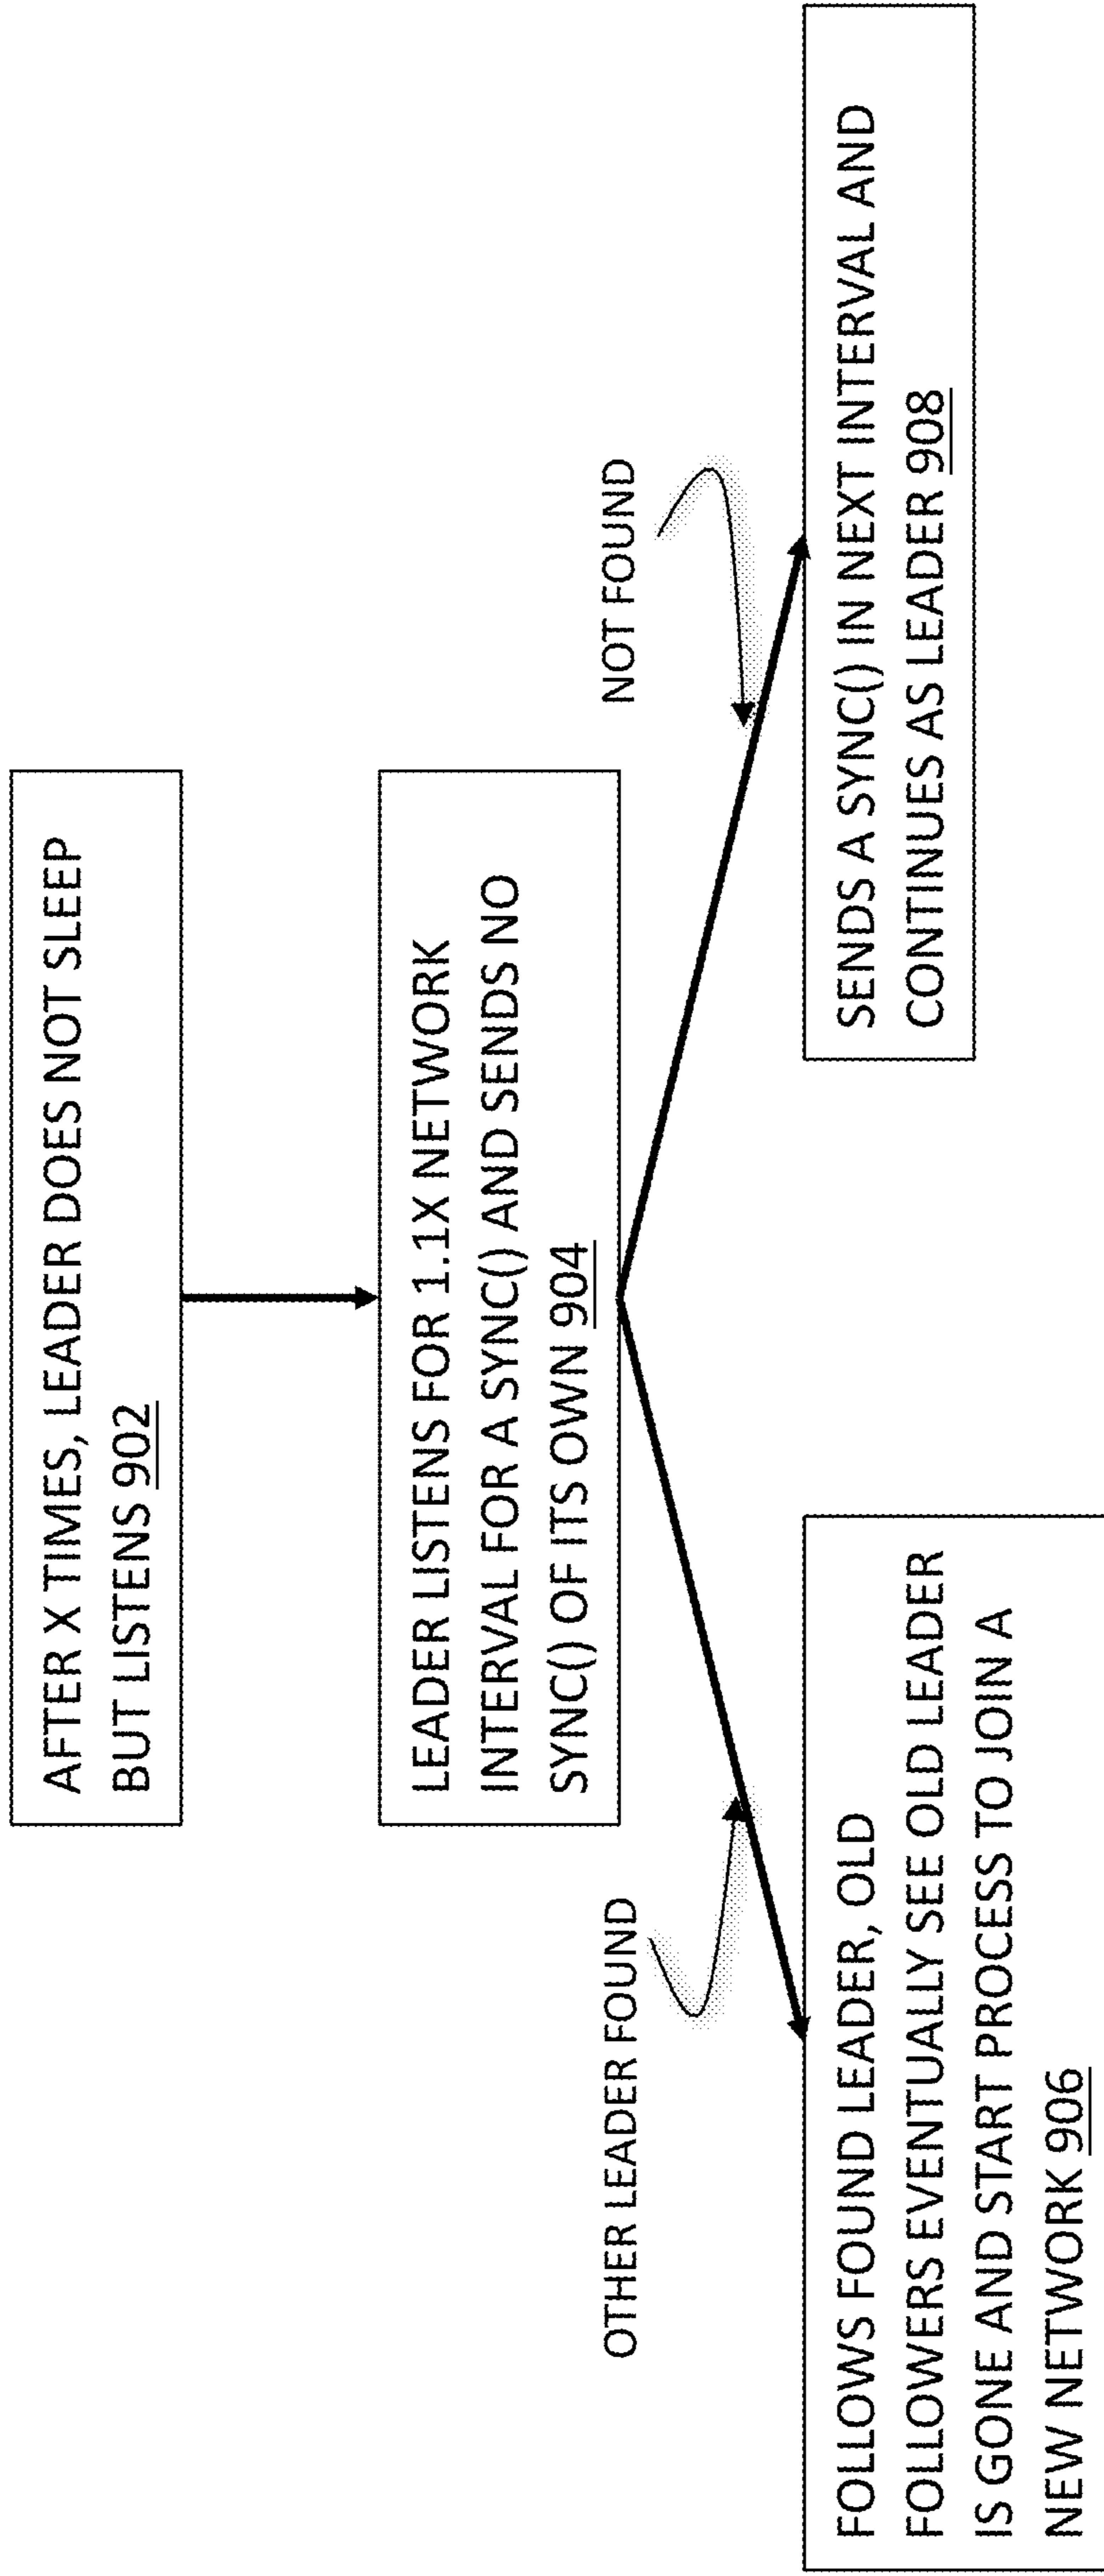 AFTER X TIMES, LEADER DOES NOT SLEEP
BUT LISTENS 902
LEADER LISTENS FOR 1.1X NETWORK
INTERVAL FOR A SYNC() AND SENDS NO
SYNC() OF ITS OWN 904
OTHER LEADER FOUND
NOT FOUND
FOLLOWS FOUND LEADER, OLD
FOLLOWERS EVENTUALLY SEE OLD LEADER
IS GONE AND START PROCESS TO JOIN A
NEW NETWORK 906
SENDS A SYNC() IN NEXT INTERVAL AND
CONTINUES AS LEADER 908